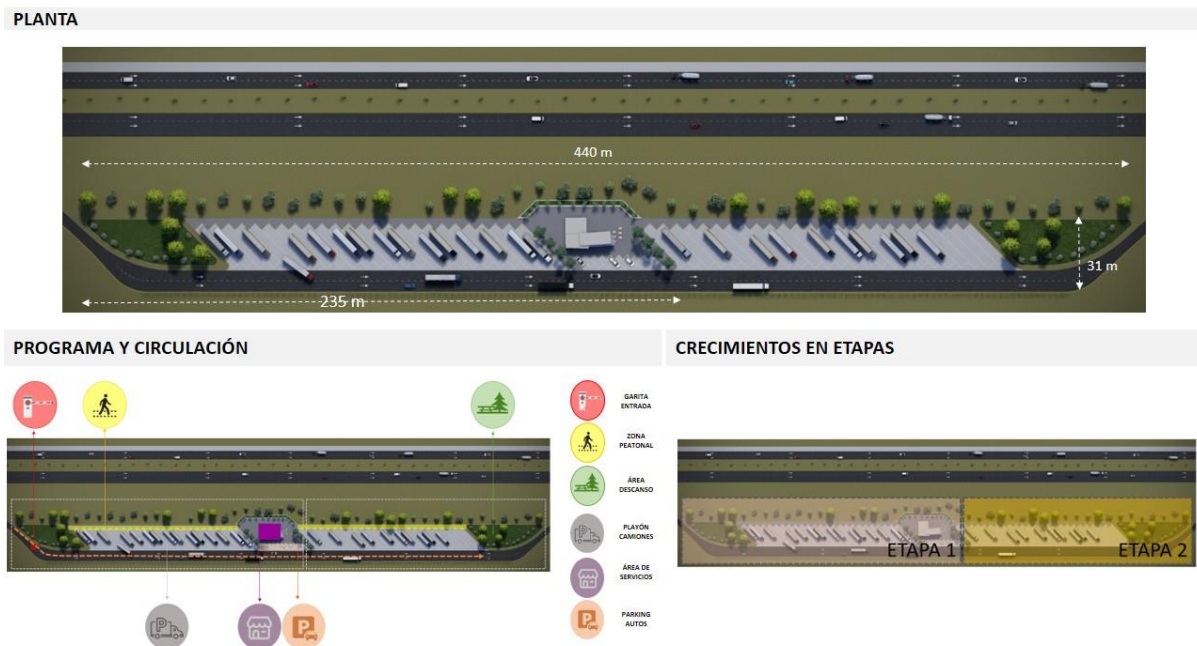 PLANTA
440 m
31 m
235 m
PROGRAMA Y CIRCULACIÓN
CRECIMIENTOS EN ETAPAS
GARITA
ENTRADA
ZONA
PEATONAL
ÁREA
DESCANSO
PLAYÓN
CAMIONES
ÁREA DE
SERVICIOS
PARKING
AUTOS
P
P
P
P
ETAPA 1
ETAPA 2